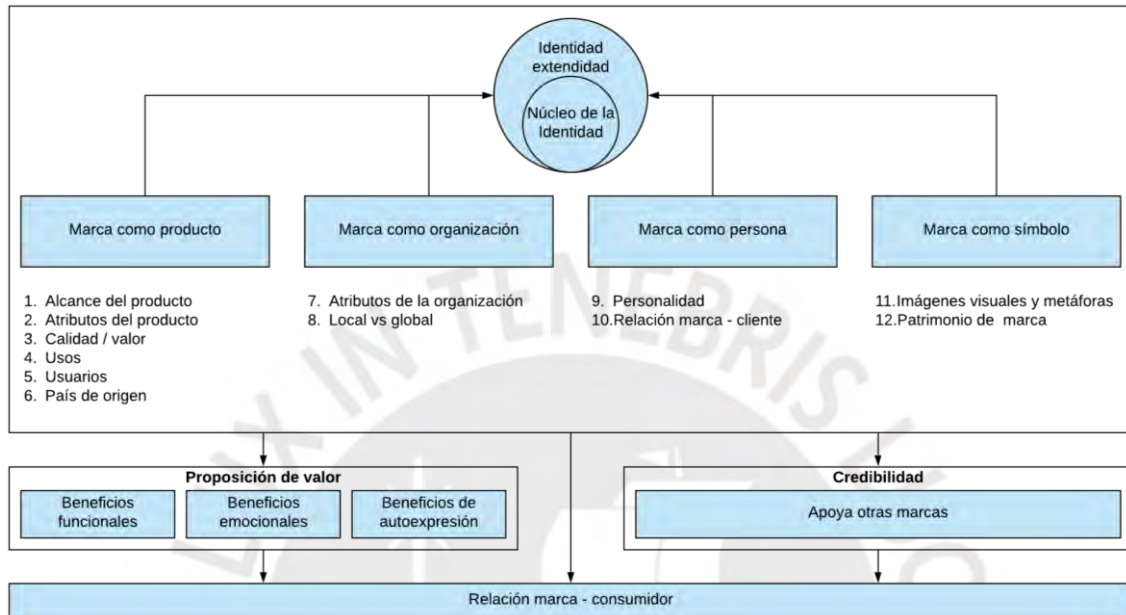 Identidad
extendidad
Núcleo de la
Identidad
Marca como producto
Marca como organización
Marca como persona
Marca como símbolo
1. Alcance del producto
2. Atributos del producto
3. Calidad / valor
4. Usos
5. Usuarios
6. País de origen
7. Atributos de la organización
8. Local vs global
9. Personalidad
10.Relación marca - cliente
11.Imágenes visuales y metáforas
12.Patrimonio de marca
Proposición de valor
Beneficios
funcionales
Beneficios
emocionales
Beneficios de
autoexpresión
Credibilidad
Apoya otras marcas
Relación marca - consumidor
IN TENEBRIS